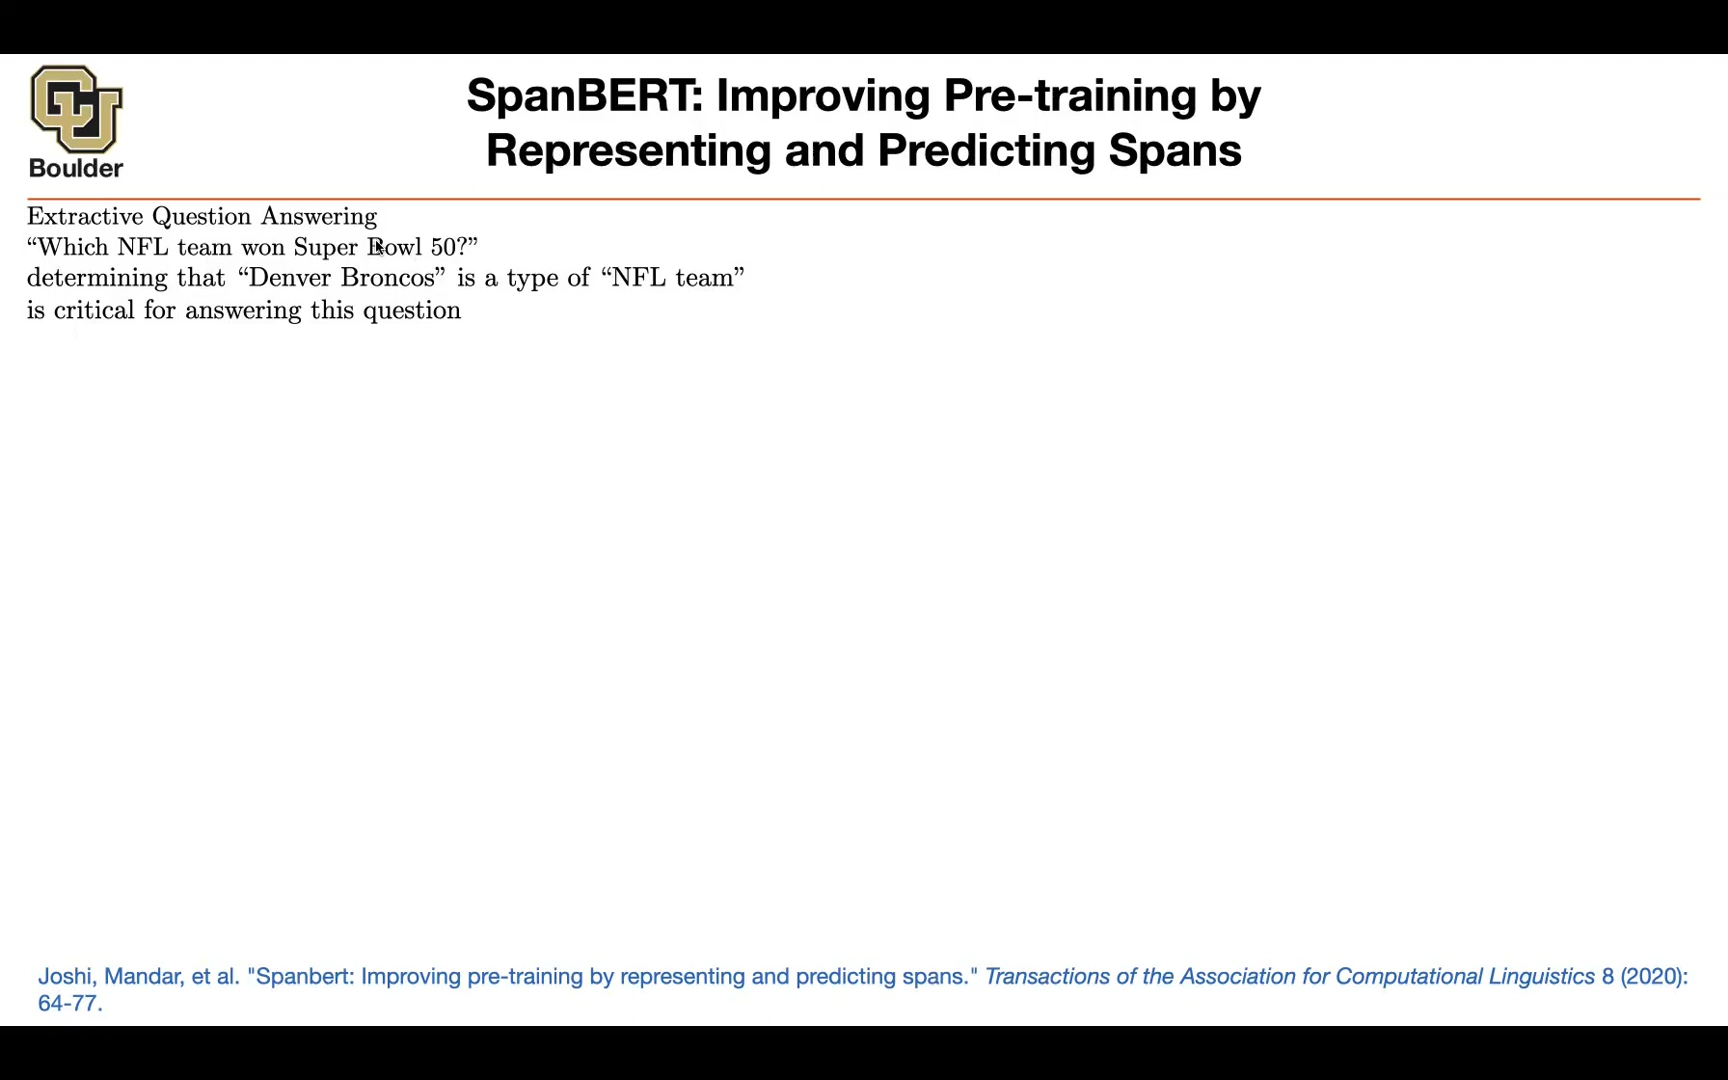 CU
Boulder
SpanBERT: Improving Pre-training by
Representing and Predicting Spans
Extractive Question Answering
“Which NFL team won Super Bowl 50?”
determining that “Denver Broncos” is a type of “NFL team”
is critical for answering this question
Joshi, Mandar, et al. "Spanbert: Improving pre-training by representing and predicting spans." Transactions of the Association for Computational Linguistics 8 (2020):
64-77.